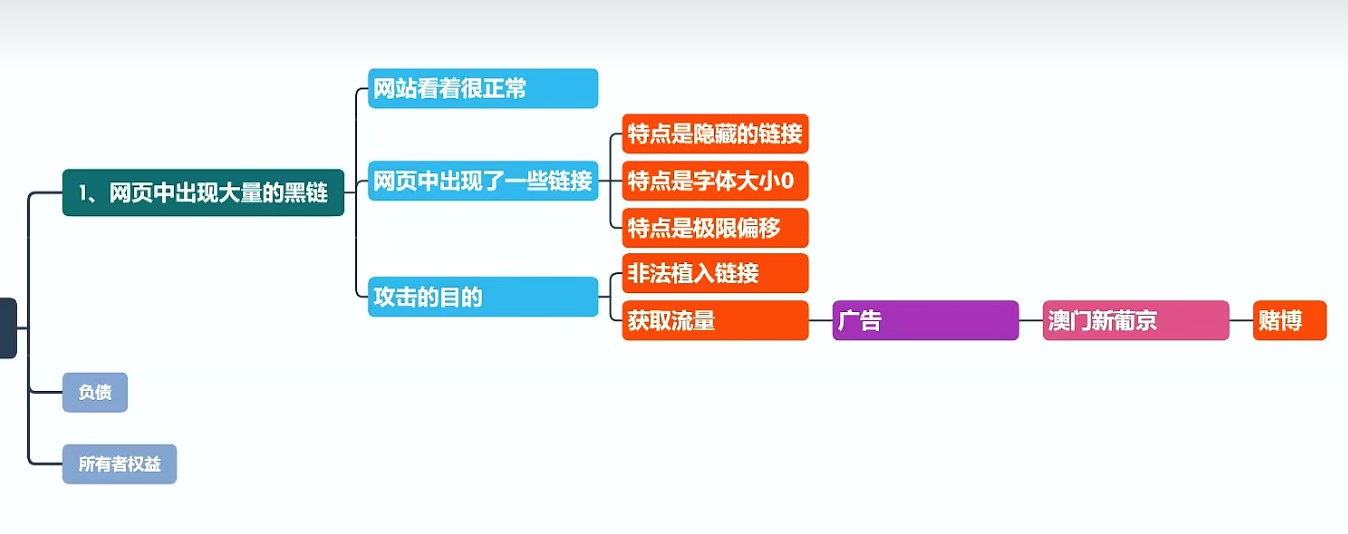 网站看着很正常
特点是隐藏的链接
1、网页中出现大量的黑链
网页中出现了一些链接
特点是字体大小0
特点是极限偏移
攻击的目的
非法植入链接
获取流量
广告
澳门新葡京
赌博
负债
所有者权益